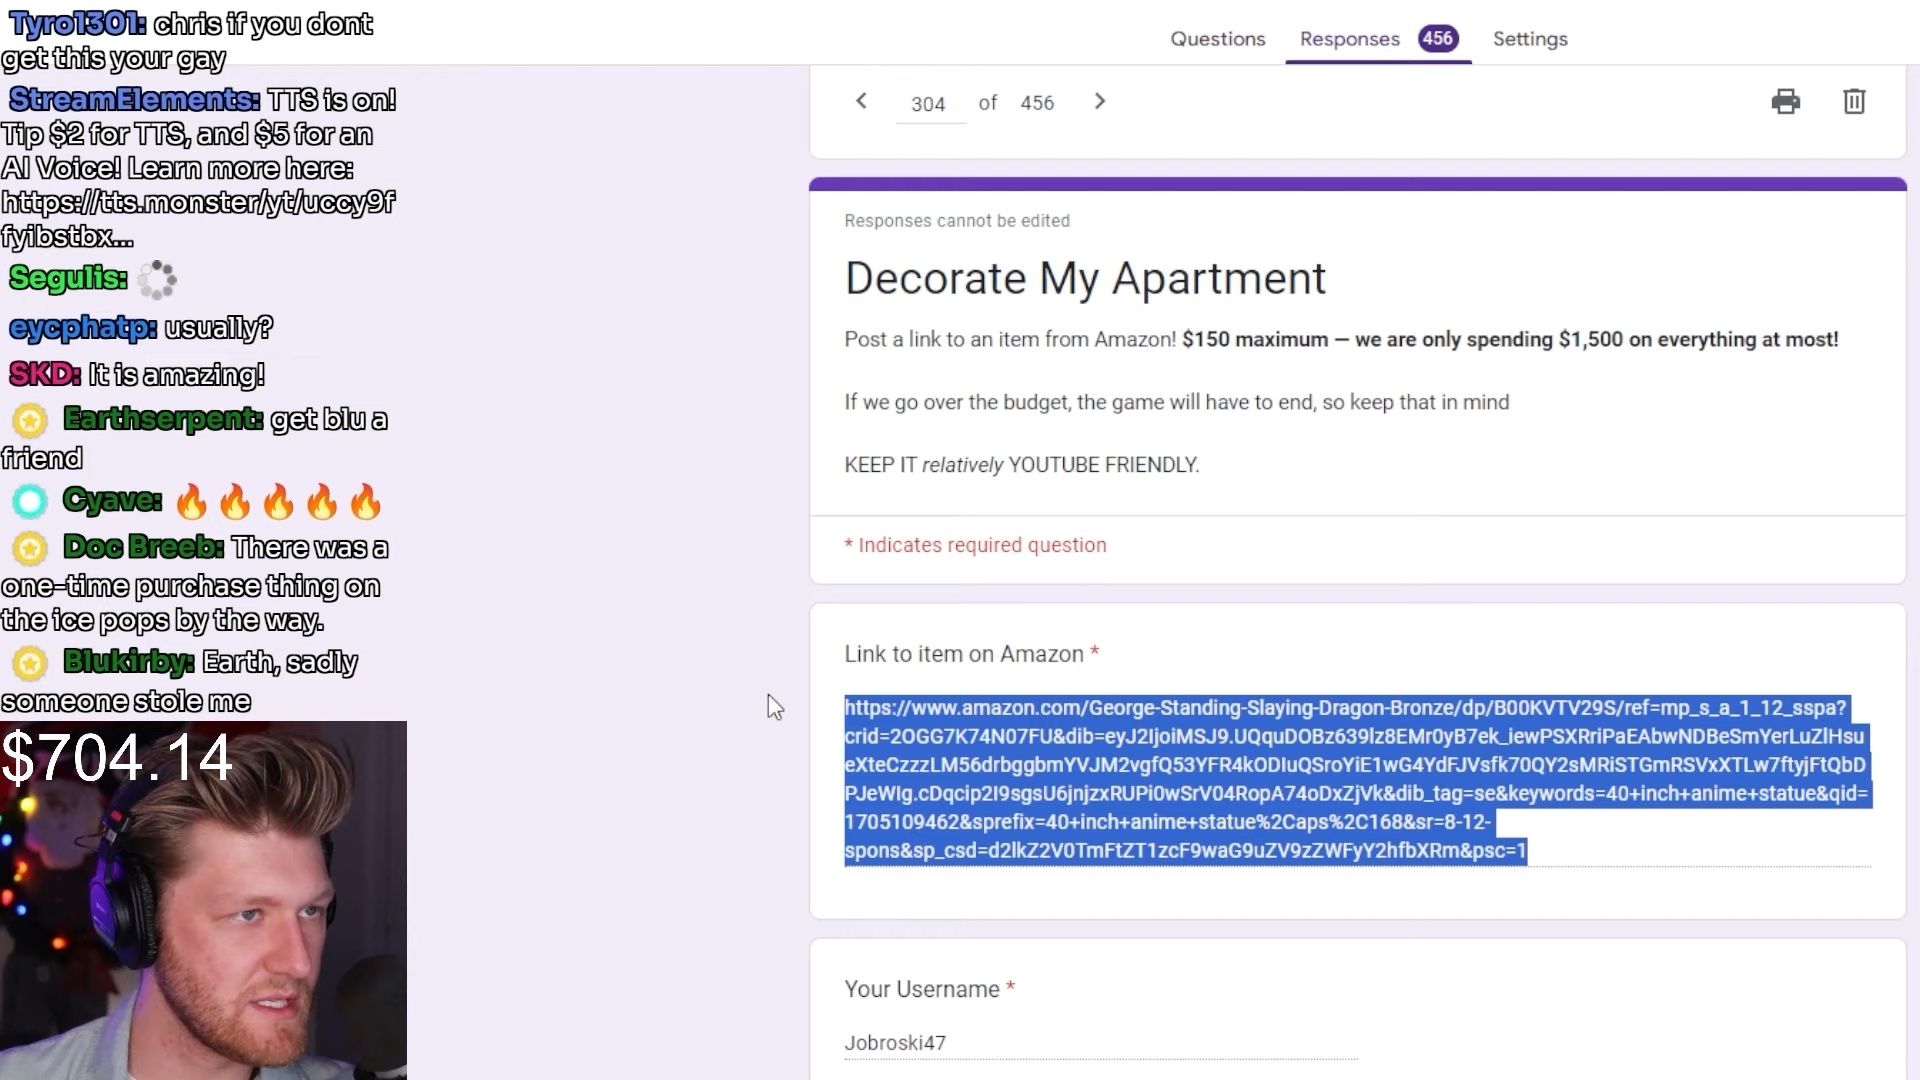 Tyro1301: chris if you dont
get this your gay
StreamElements: TTS is on!
Tip $2 for TTS, and $5 for an
AI Voice! Learn more here:
https://tts.monster/yt/uccy9f
fyibstbx...
Segulis:
eycphatp: usually?
SKD: It is amazing!
Earthserpent: get blu a
friend
Cyave: 🔥🔥🔥🔥🔥
Doc Breeb: There was a
one-time purchase thing on
the ice pops by the way.
Blukirby: Earth, sadly
someone stole me
$704.14
Questions Responses 456 Settings
304 of 456
Responses cannot be edited
Decorate My Apartment
Post a link to an item from Amazon! $150 maximum — we are only spending $1,500 on everything at most!
If we go over the budget, the game will have to end, so keep that in mind
KEEP IT relatively YOUTUBE FRIENDLY.
* Indicates required question
Link to item on Amazon *
https://www.amazon.com/George-Standing-Slaying-Dragon-Bronze/dp/B00KVTV29S/ref=mp_s_a_1_12_sspa?
crid=2OGG7K74N07FU&dib=eyJ2IjoiMSJ9.UQquDOBz639lz8EMr0yB7ek_iewPSXRriPaEAbwNDBeSmYerLuZlHsu
eXteCzzzLM56drbggbmYVJM2vgfQ53YFR4kODIuQSroYiE1wG4YdFJVsfk70QY2sMRiSTGmRSVxXTLw7ftyjFtQbD
PJeWIg.cDqcip2I9sgsU6jnjzxRUPi0wSrV04RopA74oDxZjVk&dib_tag=se&keywords=40+inch+anime+statue&qid=
1705109462&sprefix=40+inch+anime+statue%2Caps%2C168&sr=8-12-
spons&sp_csd=d2lkZ2V0TmFtZT1zcF9waG9uZV9zZWFyY2hfbXRm&psc=1
Your Username *
Jobroski47